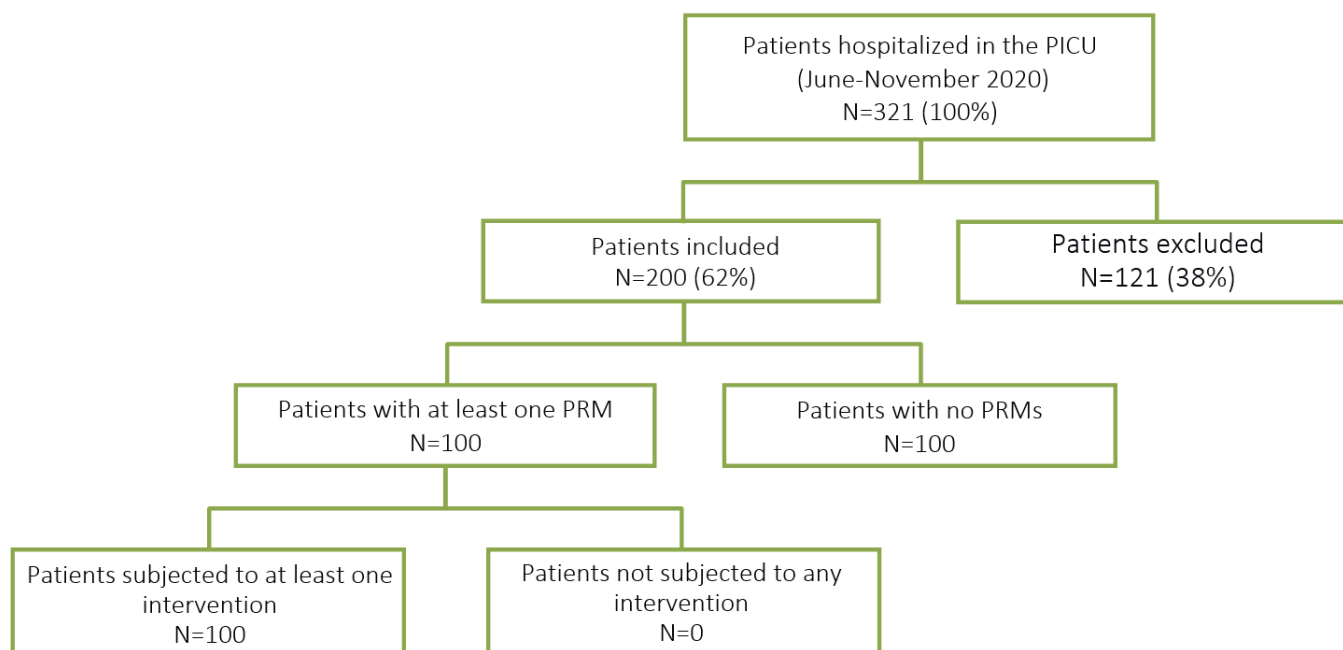 Patients hospitalized in the PICU
(June-November 2020)
N=321 (100%)
Patients included
N=200 (62%)
Patients excluded
N=121 (38%)
Patients with at least one PRM
N=100
Patients with no PRMs
N=100
Patients subjected to at least one
intervention
N=100
Patients not subjected to any
intervention
N=0